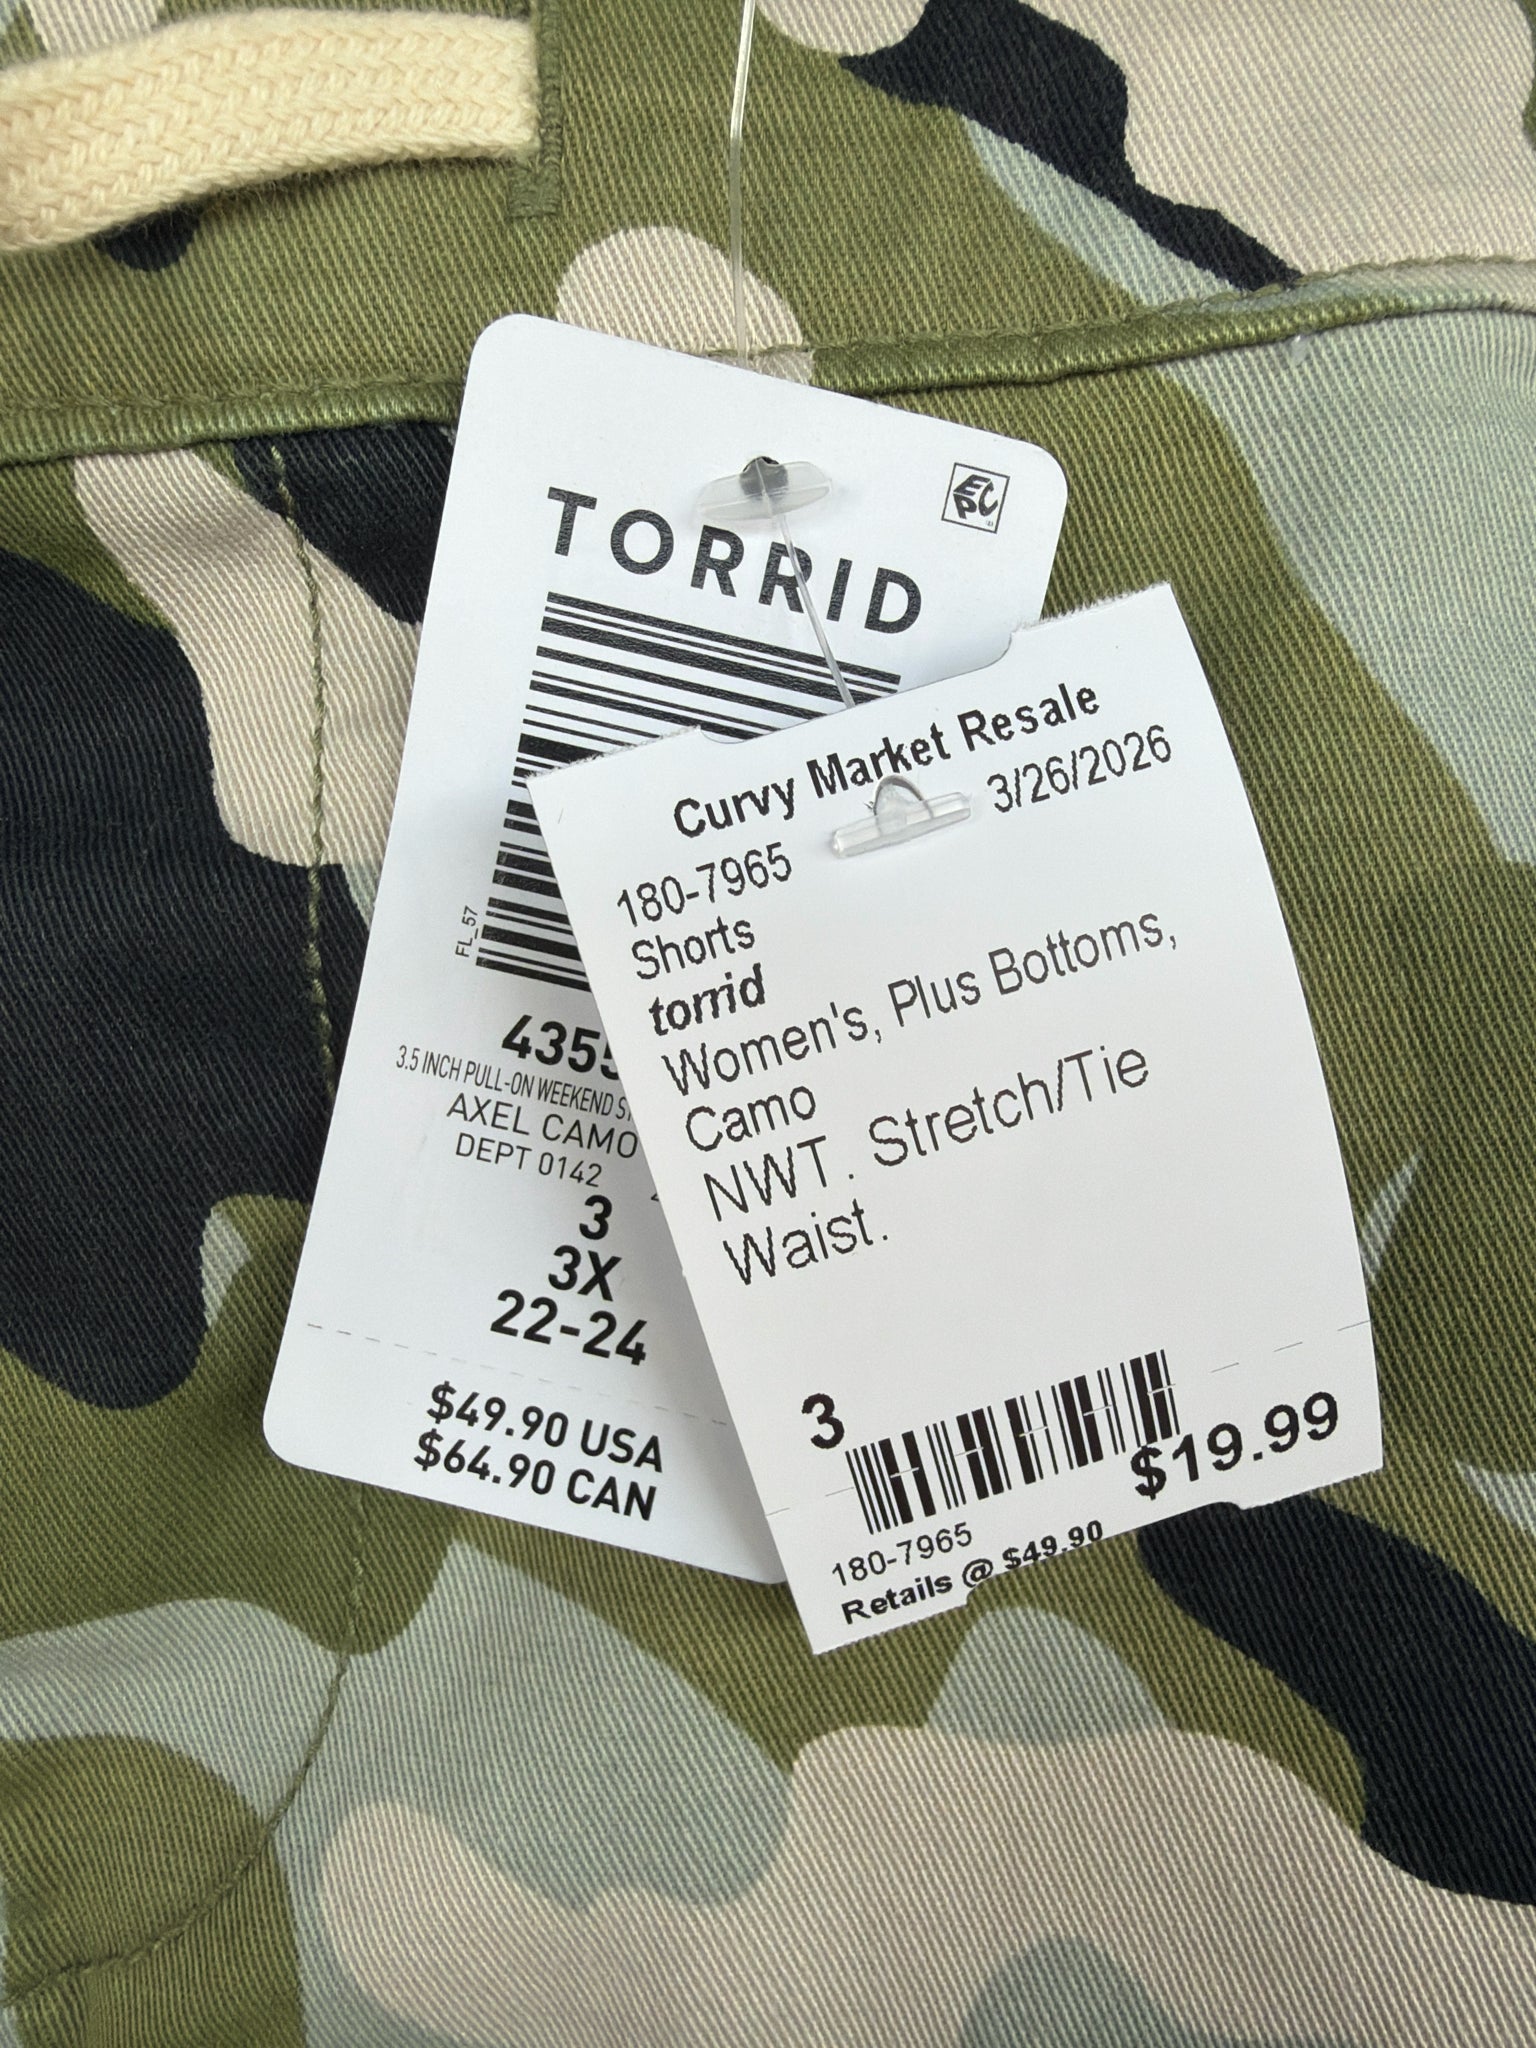 TORRID
EPC
FL_57
4355
3.5 INCH PULL-ON WEEKEND
AXEL CAMO
DEPT 0142
3
3X
22-24
$49.90 USA
$64.90 CAN
Curvy Market Resale
180-7965 3/26/2026
Shorts
torrid
Women's, Plus Bottoms,
Camo
NWT. Stretch/Tie
Waist.
3
$19.99
180-7965
Retails @ $49.90